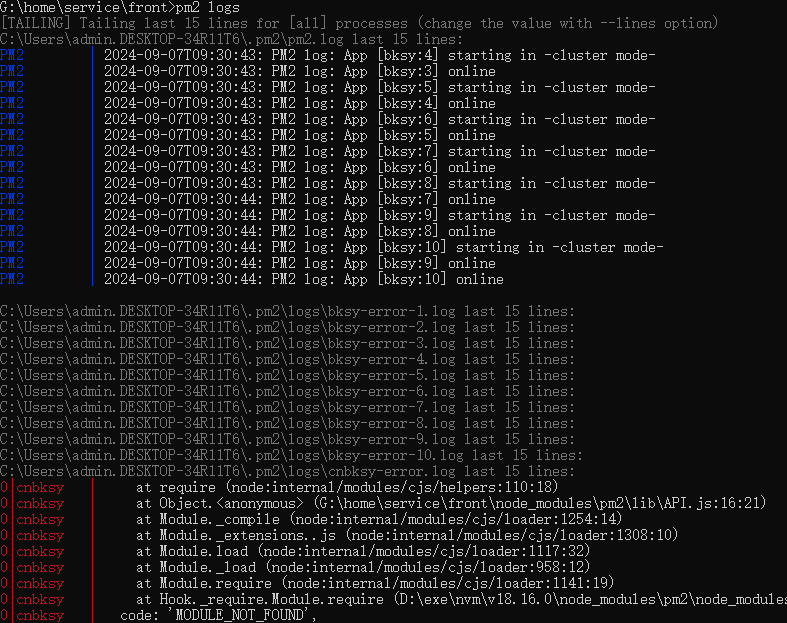 G:\home\service\front>pm2 logs
[TAILING] Tailing last 15 lines for [all] processes (change the value with --lines option)
C:\Users\admin.DESKTOP-34R11T6\.pm2\pm2.log last 15 lines:
PM2 | 2024-09-07T09:30:43: PM2 log: App [bksy:4] starting in -cluster mode-
PM2 | 2024-09-07T09:30:43: PM2 log: App [bksy:3] online
PM2 | 2024-09-07T09:30:43: PM2 log: App [bksy:5] starting in -cluster mode-
PM2 | 2024-09-07T09:30:43: PM2 log: App [bksy:4] online
PM2 | 2024-09-07T09:30:43: PM2 log: App [bksy:6] starting in -cluster mode-
PM2 | 2024-09-07T09:30:43: PM2 log: App [bksy:5] online
PM2 | 2024-09-07T09:30:43: PM2 log: App [bksy:7] starting in -cluster mode-
PM2 | 2024-09-07T09:30:43: PM2 log: App [bksy:6] online
PM2 | 2024-09-07T09:30:43: PM2 log: App [bksy:8] starting in -cluster mode-
PM2 | 2024-09-07T09:30:44: PM2 log: App [bksy:7] online
PM2 | 2024-09-07T09:30:44: PM2 log: App [bksy:9] starting in -cluster mode-
PM2 | 2024-09-07T09:30:44: PM2 log: App [bksy:8] online
PM2 | 2024-09-07T09:30:44: PM2 log: App [bksy:10] starting in -cluster mode-
PM2 | 2024-09-07T09:30:44: PM2 log: App [bksy:9] online
PM2 | 2024-09-07T09:30:44: PM2 log: App [bksy:10] online
C:\Users\admin.DESKTOP-34R11T6\.pm2\logs\bksy-error-1.log last 15 lines:
C:\Users\admin.DESKTOP-34R11T6\.pm2\logs\bksy-error-2.log last 15 lines:
C:\Users\admin.DESKTOP-34R11T6\.pm2\logs\bksy-error-3.log last 15 lines:
C:\Users\admin.DESKTOP-34R11T6\.pm2\logs\bksy-error-4.log last 15 lines:
C:\Users\admin.DESKTOP-34R11T6\.pm2\logs\bksy-error-5.log last 15 lines:
C:\Users\admin.DESKTOP-34R11T6\.pm2\logs\bksy-error-6.log last 15 lines:
C:\Users\admin.DESKTOP-34R11T6\.pm2\logs\bksy-error-7.log last 15 lines:
C:\Users\admin.DESKTOP-34R11T6\.pm2\logs\bksy-error-8.log last 15 lines:
C:\Users\admin.DESKTOP-34R11T6\.pm2\logs\bksy-error-9.log last 15 lines:
C:\Users\admin.DESKTOP-34R11T6\.pm2\logs\bksy-error-10.log last 15 lines:
C:\Users\admin.DESKTOP-34R11T6\.pm2\logs\cnbksy-error.log last 15 lines:
0|cnbksy | at require (node:internal/modules/cjs/helpers:110:18)
0|cnbksy | at Object.<anonymous> (G:\home\service\front\node_modules\pm2\lib\API.js:16:21)
0|cnbksy | at Module._compile (node:internal/modules/cjs/loader:1254:14)
0|cnbksy | at Module._extensions..js (node:internal/modules/cjs/loader:1308:10)
0|cnbksy | at Module.load (node:internal/modules/cjs/loader:1117:32)
0|cnbksy | at Module._load (node:internal/modules/cjs/loader:958:12)
0|cnbksy | at Module.require (node:internal/modules/cjs/loader:1141:19)
0|cnbksy | at Hook._require.Module.require (D:\exe\nvm\v18.16.0\node_modules\pm2\node_modules
0|cnbksy | code: 'MODULE_NOT_FOUND',